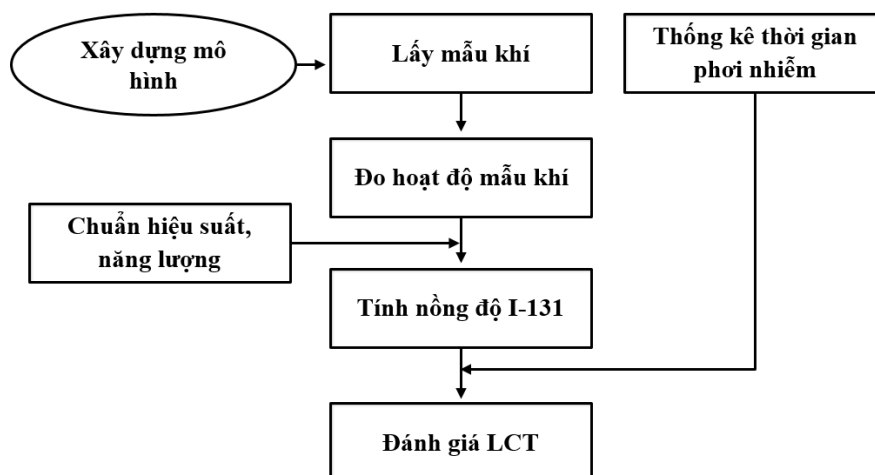 Xây dựng mô
hình
Lấy mẫu khí
Thống kê thời gian
phơi nhiễm
Đo hoạt độ mẫu khí
Chuẩn hiệu suất,
năng lượng
Tính nồng độ I-131
Đánh giá LCT